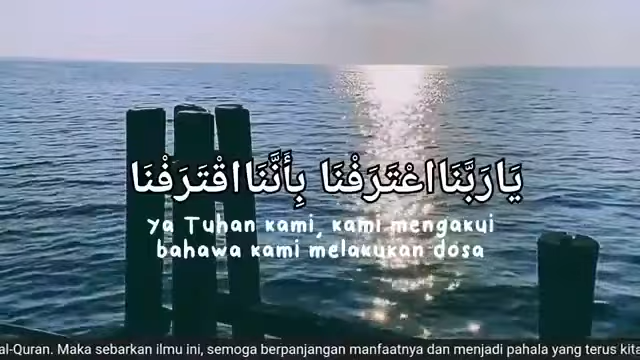 يَارَبَّنَا اعْتَرَفْنَا بِأَنَّنَا اقْتَرَفْنَا
ya Tuhan kami, kami mengakui
bahawa kami melakukan dosa
al-Quran. Maka sebarkan ilmu ini, semoga berpanjangan manfaatnya dan menjadi pahala yang terus kita